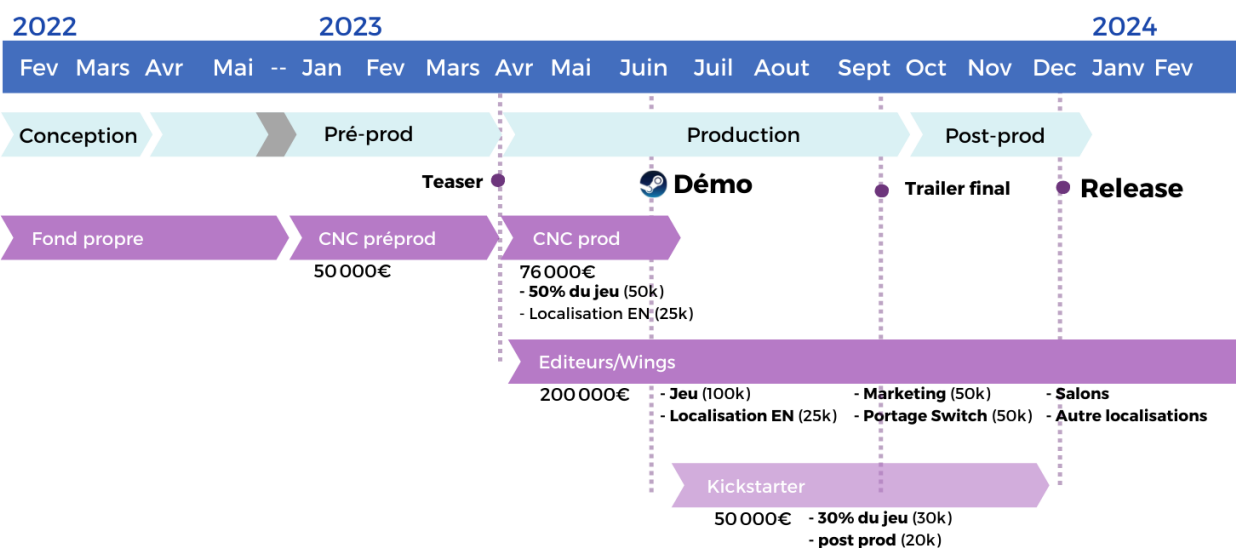 2022 2023 2024
Fev Mars Avr Mai -- Jan Fev Mars Avr Mai Juin Juil Aout Sept Oct Nov Dec Janv Fev
Conception Pré-prod Production Post-prod
Teaser Démo Trailer final Release
Fond propre CNC préprod CNC prod
50 000€ 76 000€
- 50% du jeu (50k)
- Localisation EN (25k)
Editeurs/Wings
200 000€ - Jeu (100k) - Marketing (50k) - Salons
- Localisation EN (25k) - Portage Switch (50k) - Autre localisations
Kickstarter
50 000€ - 30% du jeu (30k)
- post prod (20k)